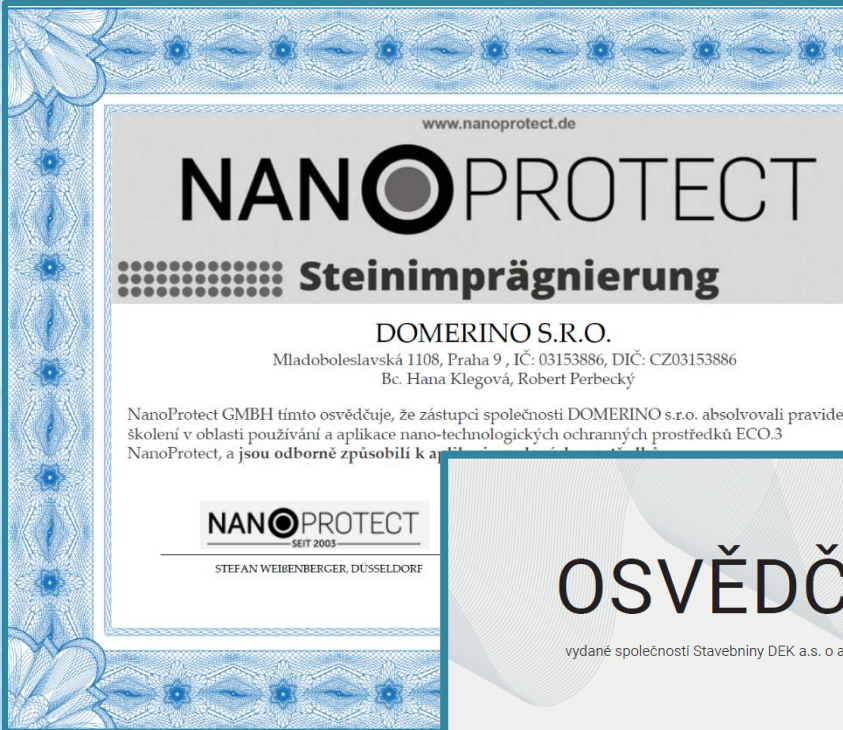 www.nanoprotect.de
NANOPROTECT
Steinimprägnierung
DOMERINO S.R.O.
Mladoboleslavská 1108, Praha 9 , IČ: 03153886, DIČ: CZ03153886
Bc. Hana Klegová, Robert Perbecký
NanoProtect GMBH tímto osvědčuje, že zástupci společnosti DOMERINO s.r.o. absolvovali pravide
školení v oblasti používání a aplikace nano-technologických ochranných prostředků ECO.3
NanoProtect, a jsou odborně způsobilí k
NANOPROTECT
SEIT 2003
STEFAN WEIßENBERGER, DÜSSELDORF
OSVĚDČ
vydané společností Stavebniny DEK a.s. o a